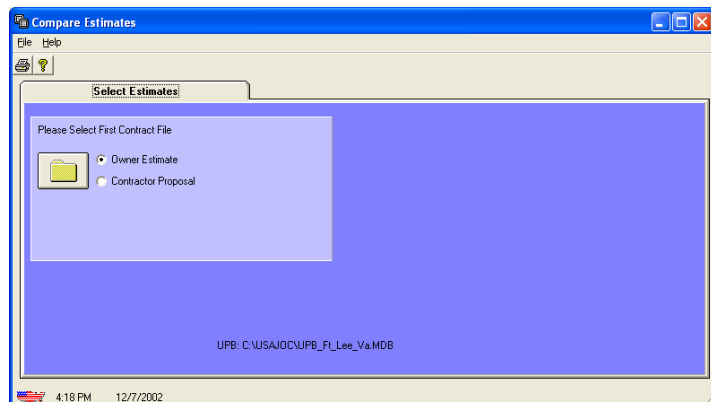 Compare Estimates
File Help
?
Select Estimates
Please Select First Contract File
Owner Estimate
Contractor Proposal
UPB: C:\USAJOC\UPB_Ft_Lee_Va.MDB
4:18 PM 12/7/2002